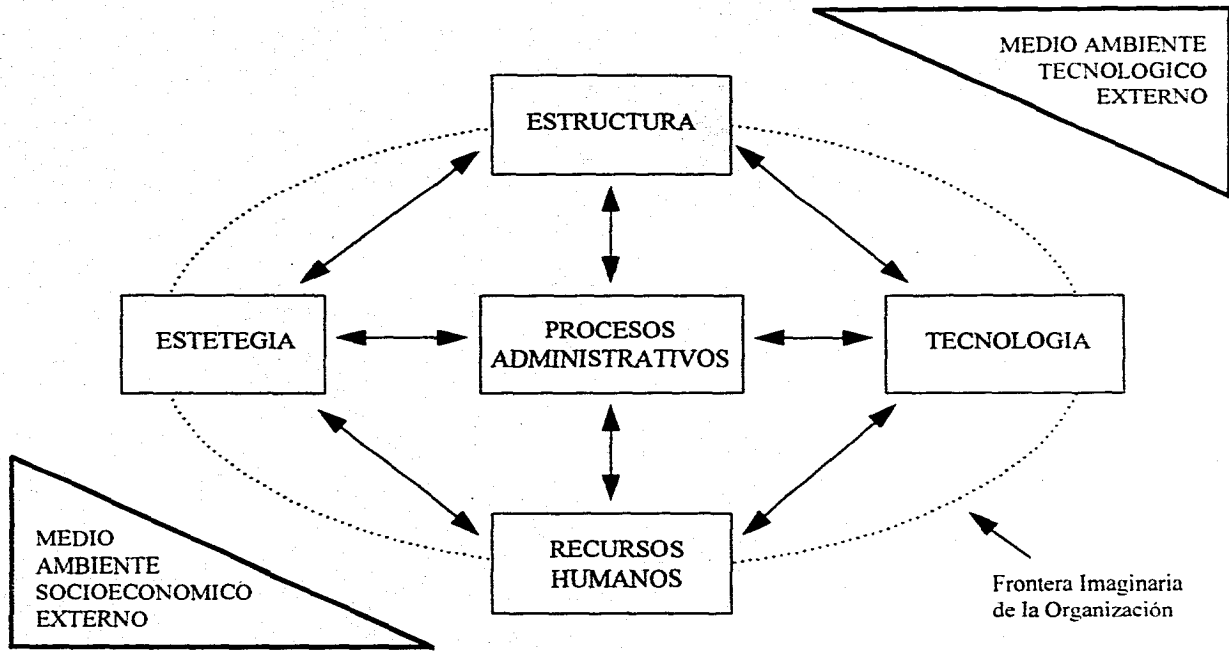 MEDIO AMBIENTE
TECNOLOGICO
EXTERNO
ESTRUCTURA
ESTETEGIA
PROCESOS
ADMINISTRATIVOS
TECNOLOGIA
MEDIO
AMBIENTE
SOCIOECONOMICO
EXTERNO
RECURSOS
HUMANOS
Frontera Imaginaria
de la Organización